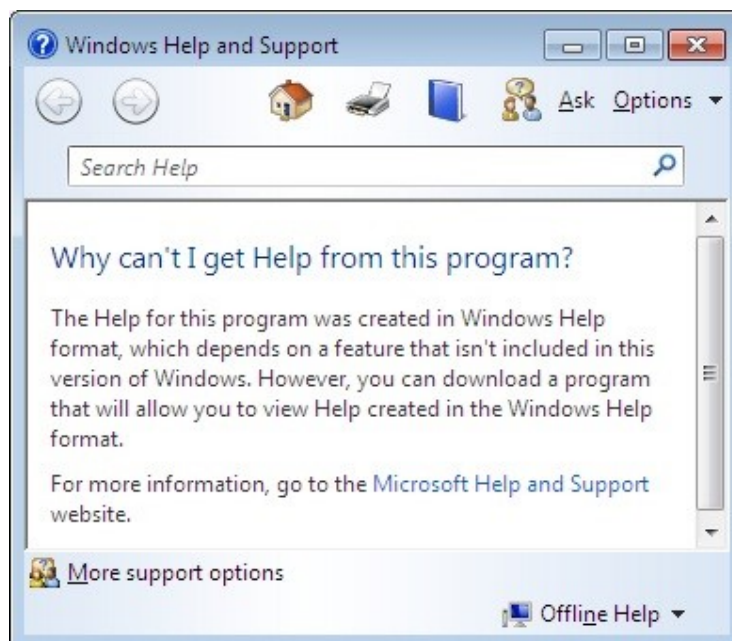 Windows Help and Support
Ask Options
Search Help
Why can't I get Help from this program?
The Help for this program was created in Windows Help
format, which depends on a feature that isn't included in this
version of Windows. However, you can download a program
that will allow you to view Help created in the Windows Help
format.
For more information, go to the Microsoft Help and Support
website.
More support options
Offline Help